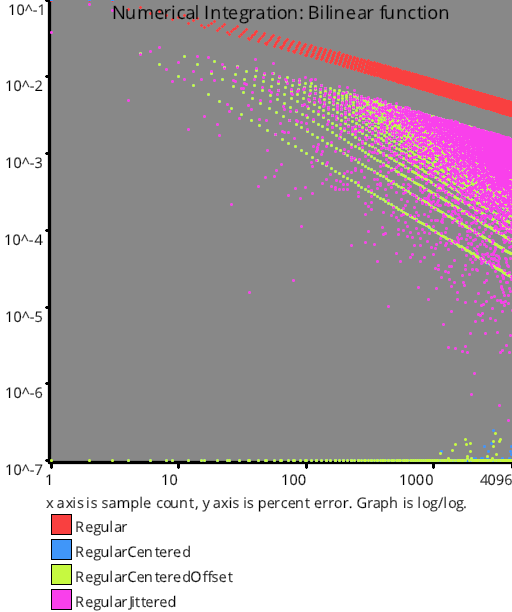 Numerical Integration: Bilinear function
10^-1
10^-2
10^-3
10^-4
10^-5
10^-6
10^-7
1 10 100 1000 4096
x axis is sample count, y axis is percent error. Graph is log/log.
Regular
RegularCentered
RegularCenteredOffset
RegularJittered